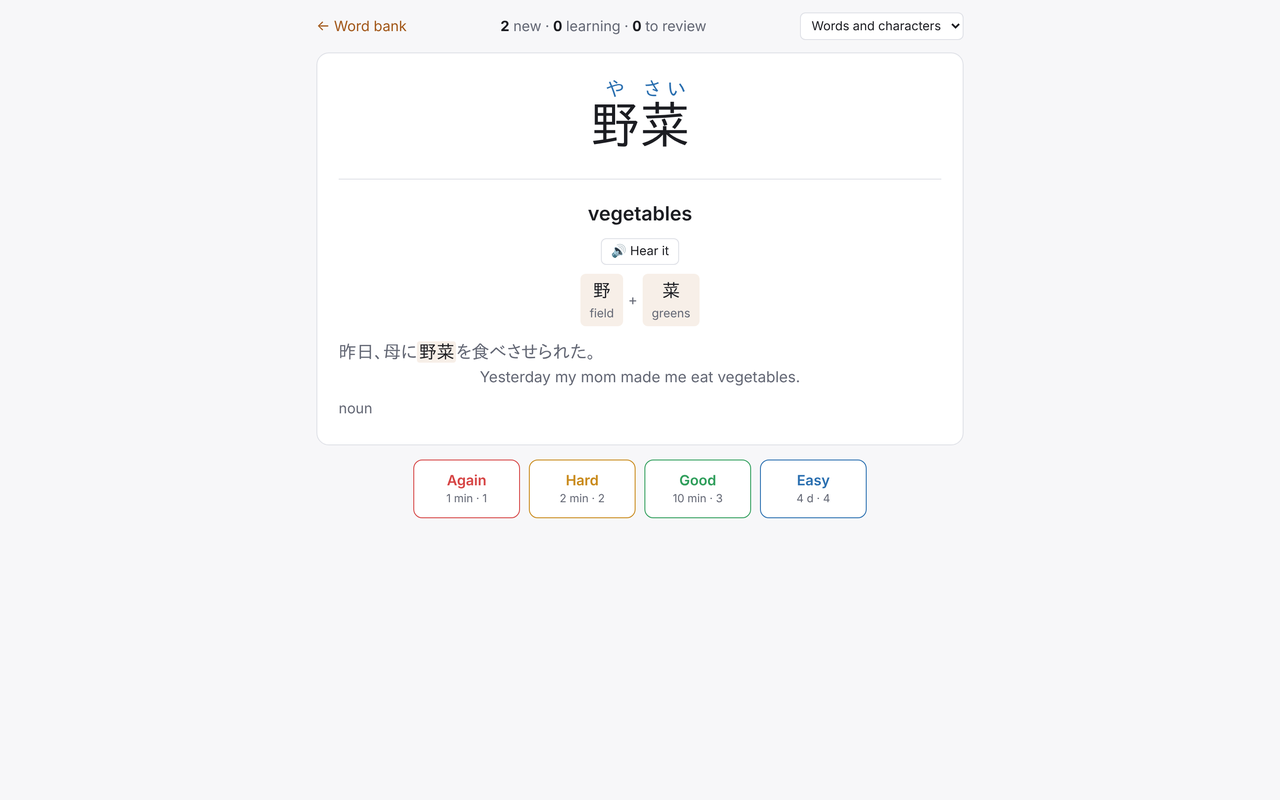 ← Word bank
2 new · 0 learning · 0 to review
Words and characters
や さい
野菜
vegetables
🔊 Hear it
野 + 菜
field greens
昨日、母に野菜を食べさせられた。
Yesterday my mom made me eat vegetables.
noun
Again Hard Good Easy
1 min · 1 2 min · 2 10 min · 3 4 d · 4